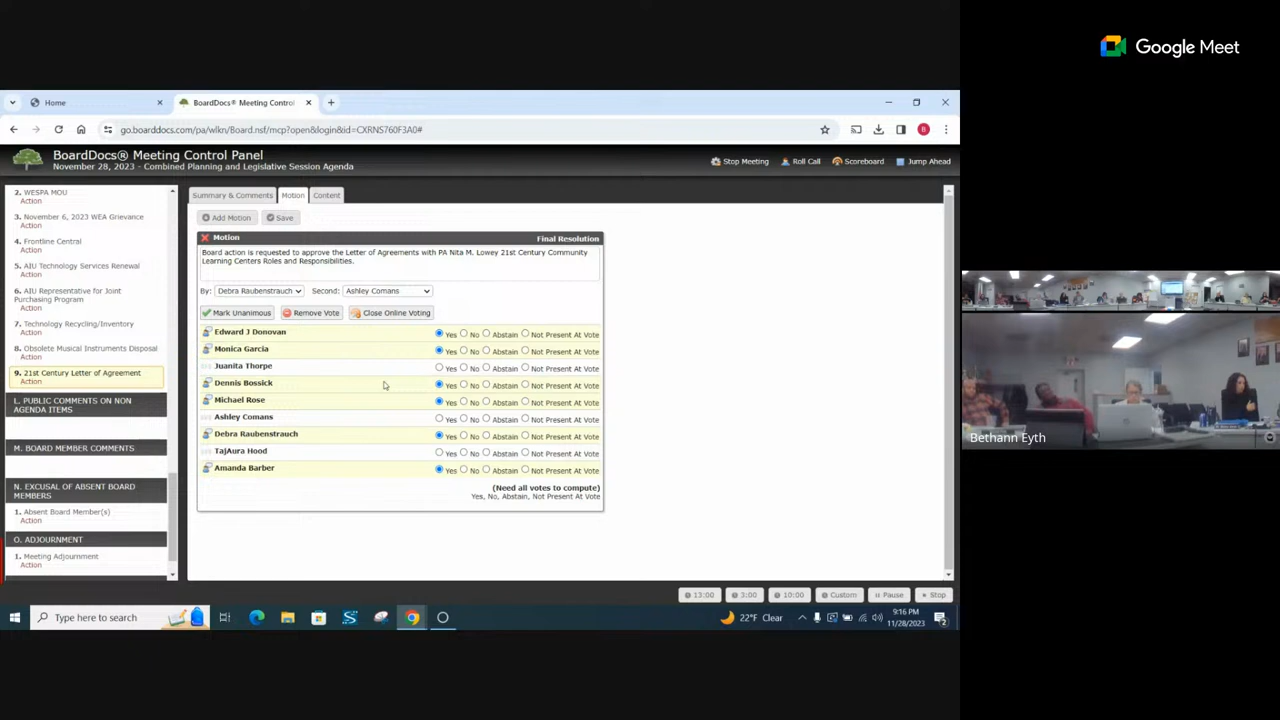 Google Meet
Home
BoardDocs® Meeting Control
go.boarddocs.com/pa/wlkn/Board.nsf/mcp?open&login&id=CXRNS760F3A0#
B
BoardDocs® Meeting Control Panel
November 28, 2023 - Combined Planning and Legislative Session Agenda
Stop Meeting Roll Call Scoreboard Jump Ahead
2. WESPA MOU
Action
3. November 6, 2023 WEA Grievance
Action
4. Frontline Central
Action
5. AIU Technology Services Renewal
Action
6. AIU Representative for Joint
Purchasing Program
Action
7. Technology Recycling/Inventory
Action
8. Obsolete Musical Instruments Disposal
Action
9. 21st Century Letter of Agreement
Action
L. PUBLIC COMMENTS ON NON
AGENDA ITEMS
M. BOARD MEMBER COMMENTS
N. EXCUSAL OF ABSENT BOARD
MEMBERS
1. Absent Board Member(s)
Action
O. ADJOURNMENT
1. Meeting Adjournment
Action
Summary & Comments Motion Content
Add Motion Save
Motion Final Resolution
Board action is requested to approve the Letter of Agreements with PA Nita M. Lowey 21st Century Community
Learning Centers Roles and Responsibilities.
By: Debra Raubenstrauch Second: Ashley Comans
Mark Unanimous Remove Vote Close Online Voting
Edward J Donovan Yes No Abstain Not Present At Vote
Monica Garcia Yes No Abstain Not Present At Vote
Juanita Thorpe Yes No Abstain Not Present At Vote
Dennis Bossick Yes No Abstain Not Present At Vote
Michael Rose Yes No Abstain Not Present At Vote
Ashley Comans Yes No Abstain Not Present At Vote
Debra Raubenstrauch Yes No Abstain Not Present At Vote
TajAura Hood Yes No Abstain Not Present At Vote
Amanda Barber Yes No Abstain Not Present At Vote
(Need all votes to compute)
Yes, No, Abstain, Not Present At Vote
13:00 3:00 10:00 Custom Pause Stop
Type here to search
22°F Clear
9:16 PM
11/28/2023
2
Bethann Eyth